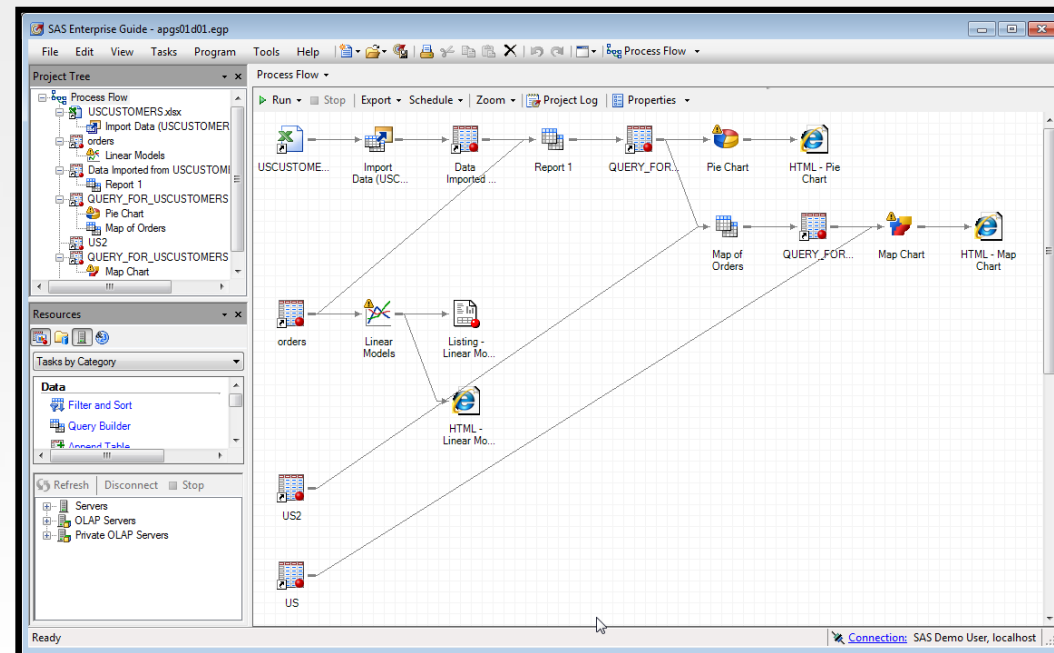 SAS Enterprise Guide - apgs01d01.egp
File Edit View Tasks Program Tools Help Process Flow
Project Tree
Process Flow
USCUSTOMERS.xlsx
Import Data (USCUSTOMER
orders
Linear Models
Data Imported from USCUSTOMI
Report 1
QUERY_FOR_USCUSTOMERS
Pie Chart
Map of Orders
US2
QUERY_FOR_USCUSTOMERS
Map Chart
Resources
Tasks by Category
Data
Filter and Sort
Query Builder
Append Table
Refresh Disconnect Stop
Servers
OLAP Servers
Private OLAP Servers
Process Flow
Run Stop Export Schedule Zoom Project Log Properties
USCUSTOME...
Import
Data (USC...
Data
Imported ...
Report 1
QUERY_FOR...
Pie Chart
HTML - Pie
Chart
Map of
Orders
QUERY_FOR...
Map Chart
HTML - Map
Chart
orders
Linear
Models
Listing -
Linear Mo...
HTML -
Linear Mo...
US2
US
Ready
Connection: SAS Demo User, localhost